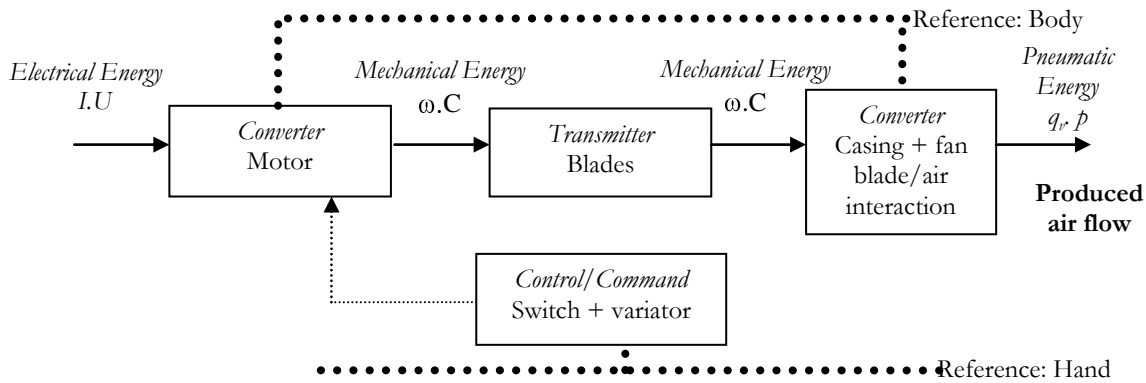 Reference: Body
Electrical Energy
I.U
Mechanical Energy
ω.C
Mechanical Energy
ω.C
Pneumatic
Energy
qv. p
Converter
Motor
Transmitter
Blades
Converter
Casing + fan
blade/air
interaction
Produced
air flow
Control/Command
Switch + variator
Reference: Hand